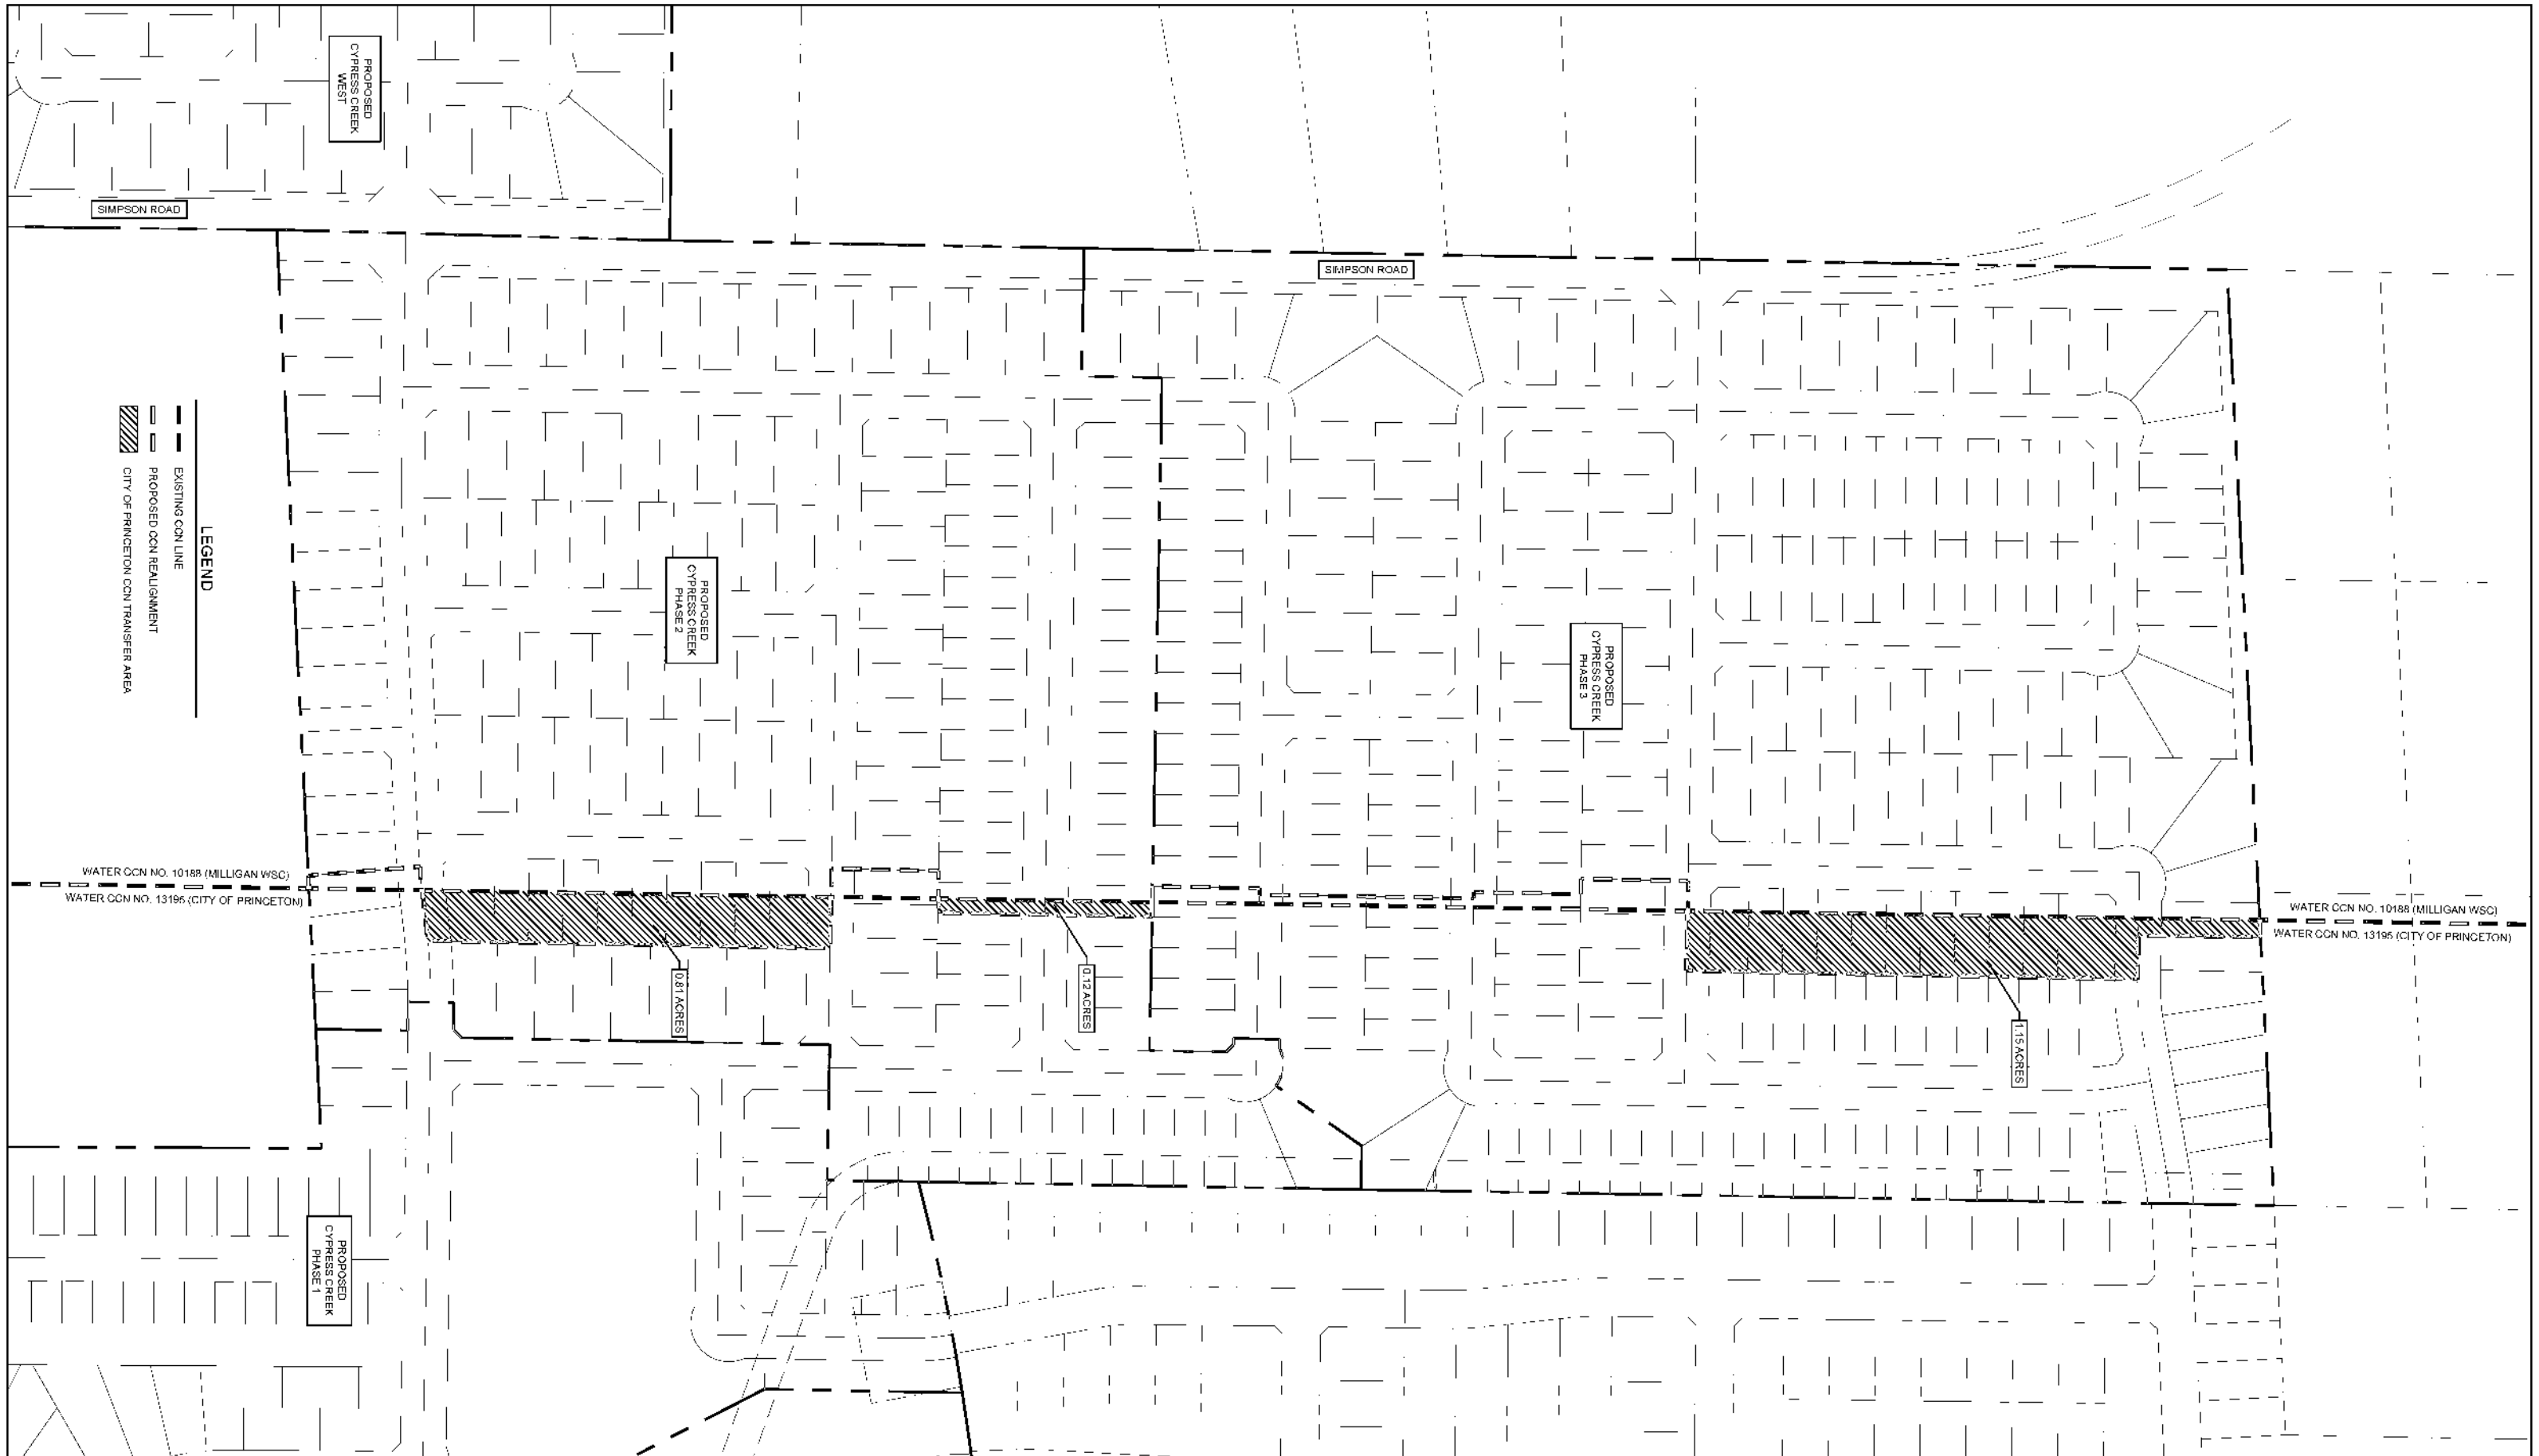 PROPOSED
CYPRESS CREEK
WEST
SIMPSON ROAD
SIMPSON ROAD
LEGEND
EXISTING CCN LINE
PROPOSED CCN REALIGNMENT
CITY OF PRINCETON CCN TRANSFER AREA
PROPOSED
CYPRESS CREEK
PHASE 2
PROPOSED
CYPRESS CREEK
PHASE 3
WATER CCN NO. 10188 (MILLIGAN WSC)
WATER CCN NO. 13195 (CITY OF PRINCETON)
WATER CCN NO. 10188 (MILLIGAN WSC)
WATER CCN NO. 13195 (CITY OF PRINCETON)
0.81 ACRES
0.12 ACRES
1.15 ACRES
PROPOSED
CYPRESS CREEK
PHASE 1